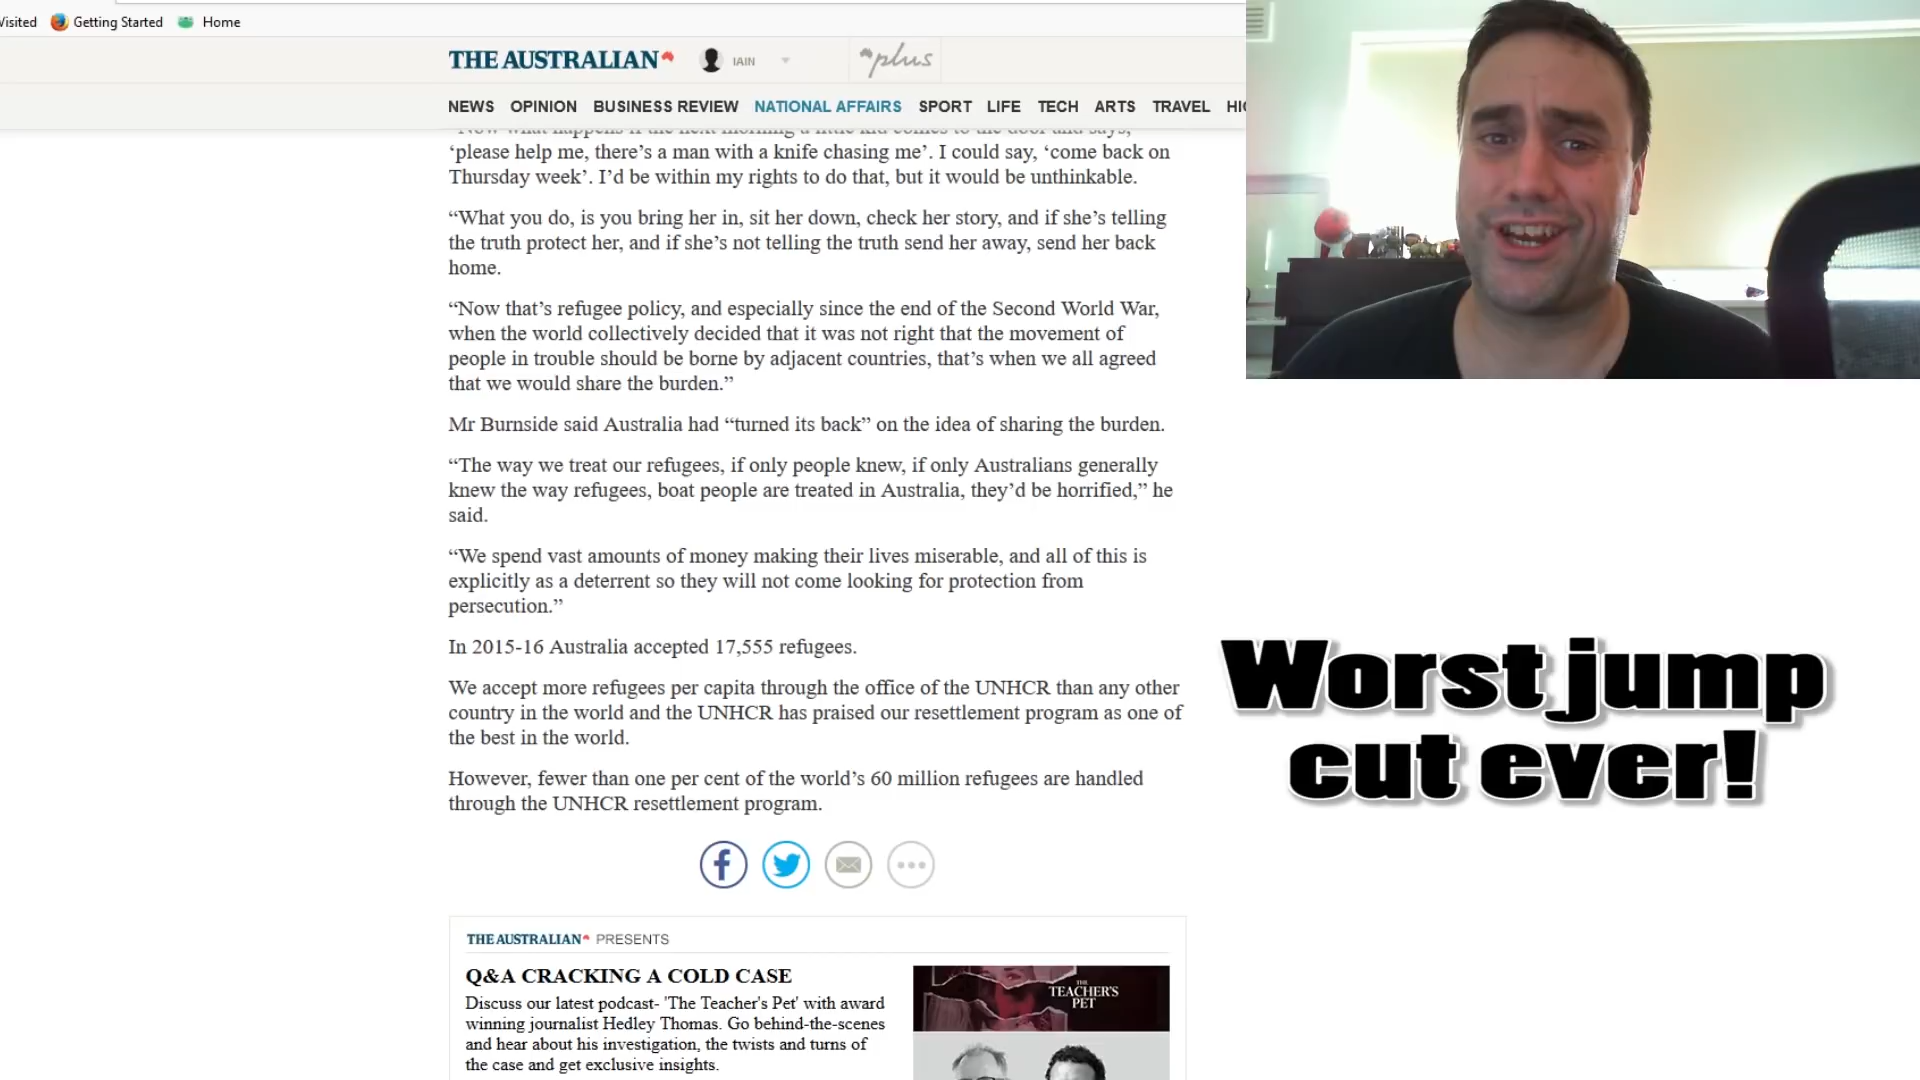 Visited Getting Started Home
THE AUSTRALIAN IAIN plus
NEWS OPINION BUSINESS REVIEW NATIONAL AFFAIRS SPORT LIFE TECH ARTS TRAVEL
“Now what happens if the next morning a little kid comes to the door and says,
‘please help me, there’s a man with a knife chasing me’. I could say, ‘come back on
Thursday week’. I’d be within my rights to do that, but it would be unthinkable.
“What you do, is you bring her in, sit her down, check her story, and if she’s telling
the truth protect her, and if she’s not telling the truth send her away, send her back
home.
“Now that’s refugee policy, and especially since the end of the Second World War,
when the world collectively decided that it was not right that the movement of
people in trouble should be borne by adjacent countries, that’s when we all agreed
that we would share the burden.”
Mr Burnside said Australia had “turned its back” on the idea of sharing the burden.
“The way we treat our refugees, if only people knew, if only Australians generally
knew the way refugees, boat people are treated in Australia, they’d be horrified,” he
said.
“We spend vast amounts of money making their lives miserable, and all of this is
explicitly as a deterrent so they will not come looking for protection from
persecution.”
In 2015-16 Australia accepted 17,555 refugees.
We accept more refugees per capita through the office of the UNHCR than any other
country in the world and the UNHCR has praised our resettlement program as one of
the best in the world.
However, fewer than one per cent of the world’s 60 million refugees are handled
through the UNHCR resettlement program.
Worst jump
cut ever!
THE AUSTRALIAN PRESENTS
Q&A CRACKING A COLD CASE
Discuss our latest podcast- 'The Teacher's Pet' with award
winning journalist Hedley Thomas. Go behind-the-scenes
and hear about his investigation, the twists and turns of
the case and get exclusive insights.
THE
TEACHER'S
PET